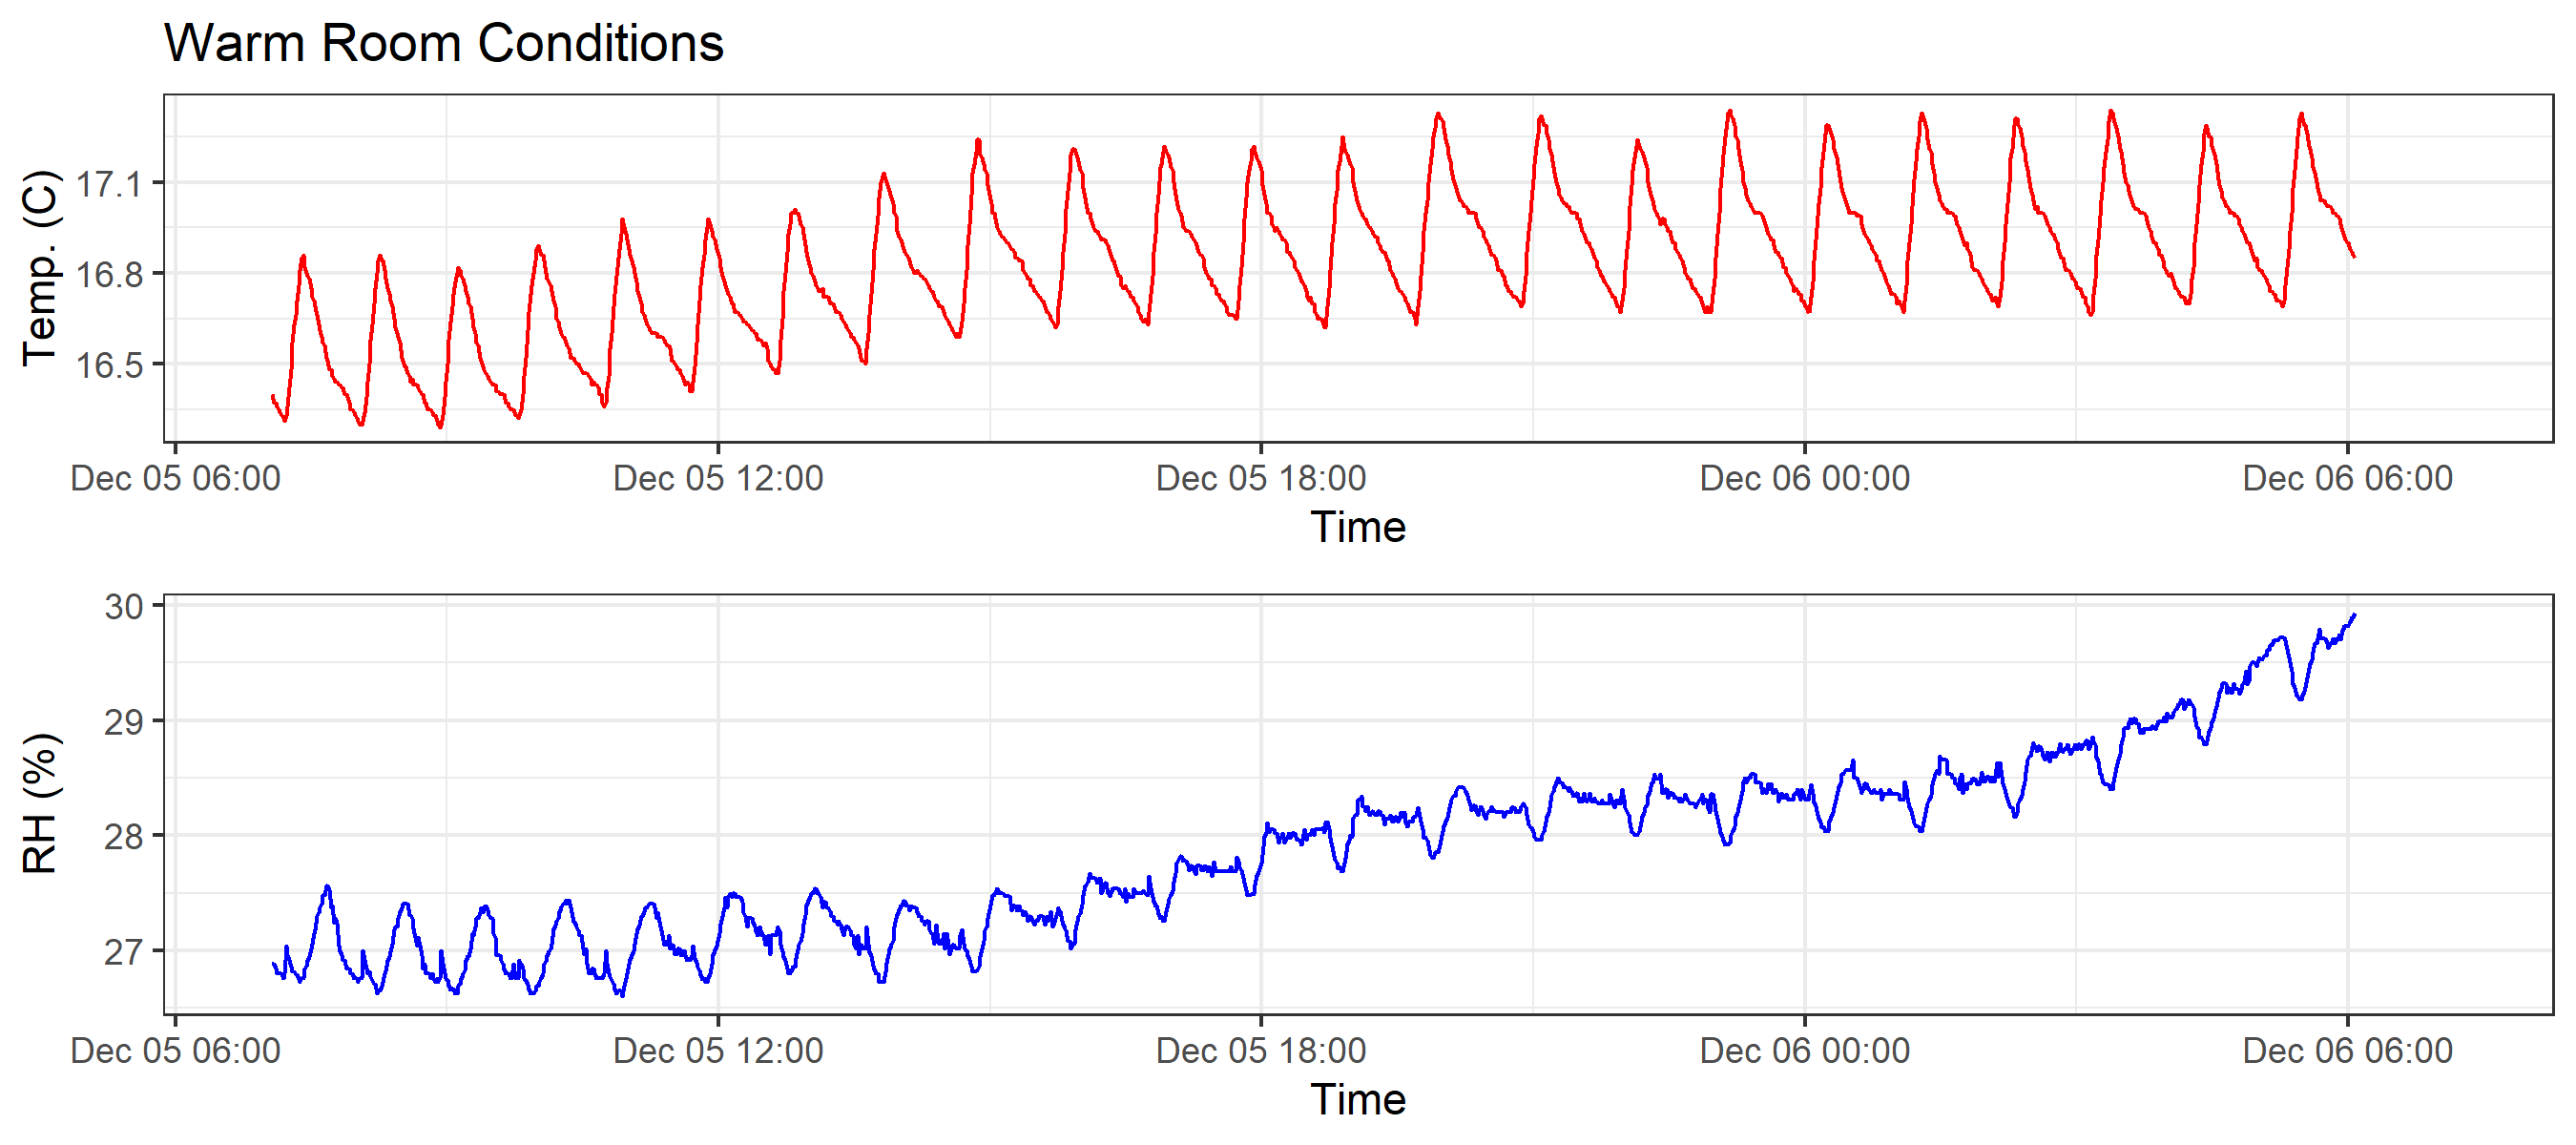 Warm Room Conditions
Temp. (C)
17.1
16.8
16.5
Dec 05 06:00 Dec 05 12:00 Dec 05 18:00 Dec 06 00:00 Dec 06 06:00
Time
RH (%)
30
29
28
27
Dec 05 06:00 Dec 05 12:00 Dec 05 18:00 Dec 06 00:00 Dec 06 06:00
Time